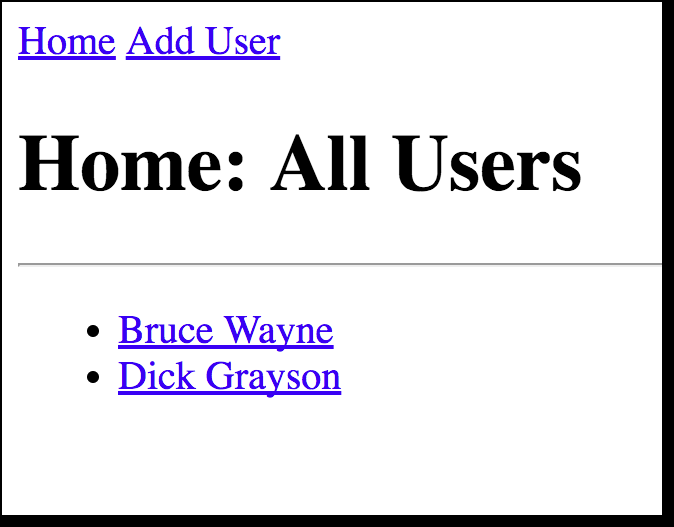 Home Add User
Home: All Users
Bruce Wayne
Dick Grayson